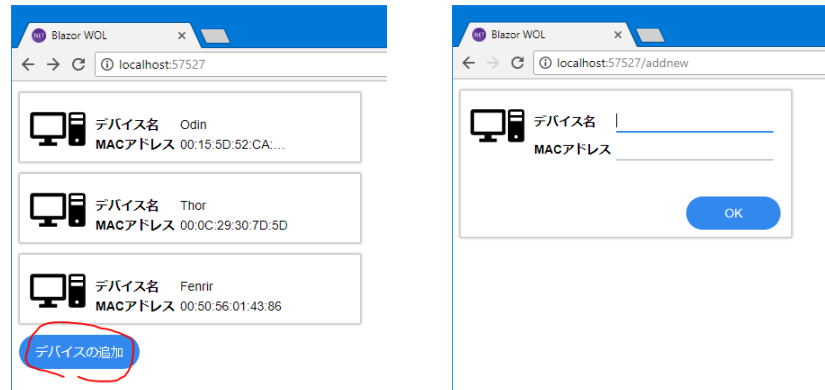 Blazor WOL
localhost:57527
デバイス名 Odin
MACアドレス 00:15:5D:52:CA:...
デバイス名 Thor
MACアドレス 00:0C:29:30:7D:5D
デバイス名 Fenrir
MACアドレス 00:50:56:01:43:86
デバイスの追加
Blazor WOL
localhost:57527/addnew
デバイス名
MACアドレス
OK